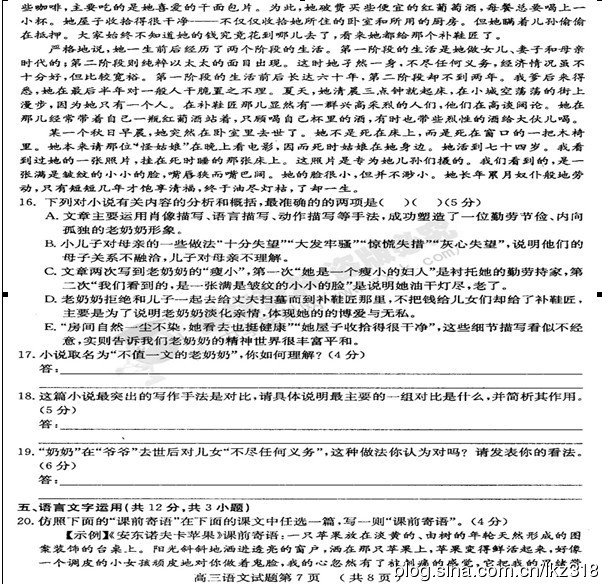 些咖啡,主要吃的是她喜爱的干面包片。为此,她破费买些便宜的红葡萄酒,每餐总要喝上一
小杯。她屋子收拾得很干净——不仅仅收拾她所住的卧室和所用的厨房。但她瞒着儿孙偷偷
在抵押。大家始终不知道她的钱究竟花到哪儿去了,看来她都给那个补鞋匠了。
严格地说,她一生前后经历了两个阶段的生活。第一阶段的生活是她做女儿、妻子和母亲
时代的;第二阶段则纯粹以太太的面目出现。这时她孑然一身,不尽任何义务,经济情况虽不
十分好,但比较宽裕。第一阶段的生活前后长达六十年,第二阶段却不到两年。我爹后来得
悉,她在最后半年对一般人干脆置之不理。夏天,她清晨三点钟就起床,在小城空荡荡的街上
漫步,因为她只有一个人。在补鞋匠那儿显然有一群兴高采烈的人们,他们在高谈阔论。她在
那儿经常带着自己一瓶红葡萄酒站着,只顾喝自己杯里的酒,有时也带些烈性的酒给大伙儿喝。
某一个秋日早晨,她突然在卧室里去世了。她不是死在床上,而是死在窗口的一把木椅
里。她本来请那位“怪姑娘”在晚上看电影,因而死时姑娘在她身边。她活到七十四岁。我看
到过她的一张照片,挂在死时睡的那张床上。这照片是专为她儿孙们摄的。我们看到的,是一
张满是皱纹的小小的脸,嘴唇狭而嘴巴阔。她的脸很小,但并不渺小。她长年累月奴仆般地劳
动,只有短短几年才饱享清福,终于油尽灯枯,了却一生。
16. 下列对小说有关内容的分析和概括,最准确的的两项是( )( )(5分)
A. 文章主要运用肖像描写、语言描写、动作描写等手法,成功塑造了一位勤劳节俭、内向
孤独的老奶奶形象。
B. 小儿子对母亲的一些做法“十分失望”“大发牢骚”“惊慌失措”“灰心失望”,说明他们的
母子关系不融洽,儿子对母亲不理解。
C. 文章两次写到老奶奶的“瘦小”,第一次“她是一个瘦小的妇人”是衬托她的勤劳持家,第
二次“我们看到的,是一张满是皱纹的小小的脸”是说明她油干灯尽,老了。
D. 老奶奶拒绝和儿子一起去给丈夫扫墓而到补鞋匠那里,不把钱给儿女们却给了补鞋匠,
主要是为了说明老奶奶淡化亲情,体现她的的博爱与无私。
E. “房间自然一尘不染,她看去也挺健康”“她屋子收拾得很干净”,这些细节描写看似不经
意,实则告诉我们老奶奶的精神世界很丰富平和。
17. 小说取名为“不值一文的老奶奶”,你如何理解?(4分)
答:
18. 这篇小说最突出的写作手法是对比,请具体说明最主要的一组对比是什么,并简析其作用。
(5分)
答:
19. “奶奶”在“爷爷”去世后对儿女“不尽任何义务”,这种做法你认为对吗?请发表你的看法。
(6分)
答:
五、语言文字运用(共12分,共3小题)
20. 仿照下面的“课前寄语”在下面的课文中任选一篇,写一则“课前寄语”。(4分)
【示例】《安东诺夫卡苹果》课前寄语:一只苹果放在淡黄的、由树的年轮天然形成的图
案装饰的台桌上。阳光斜斜地洒进透亮的窗户,洒在那只苹果上,苹果变得鲜活起来,好像
一个调皮的小女孩顽皮地对你做着鬼脸,我的心忽然有了被刺痛的感觉,它把我的思绪带
高三语文试题第7页 (共8页)
blog.sina.com.cn/lkz818